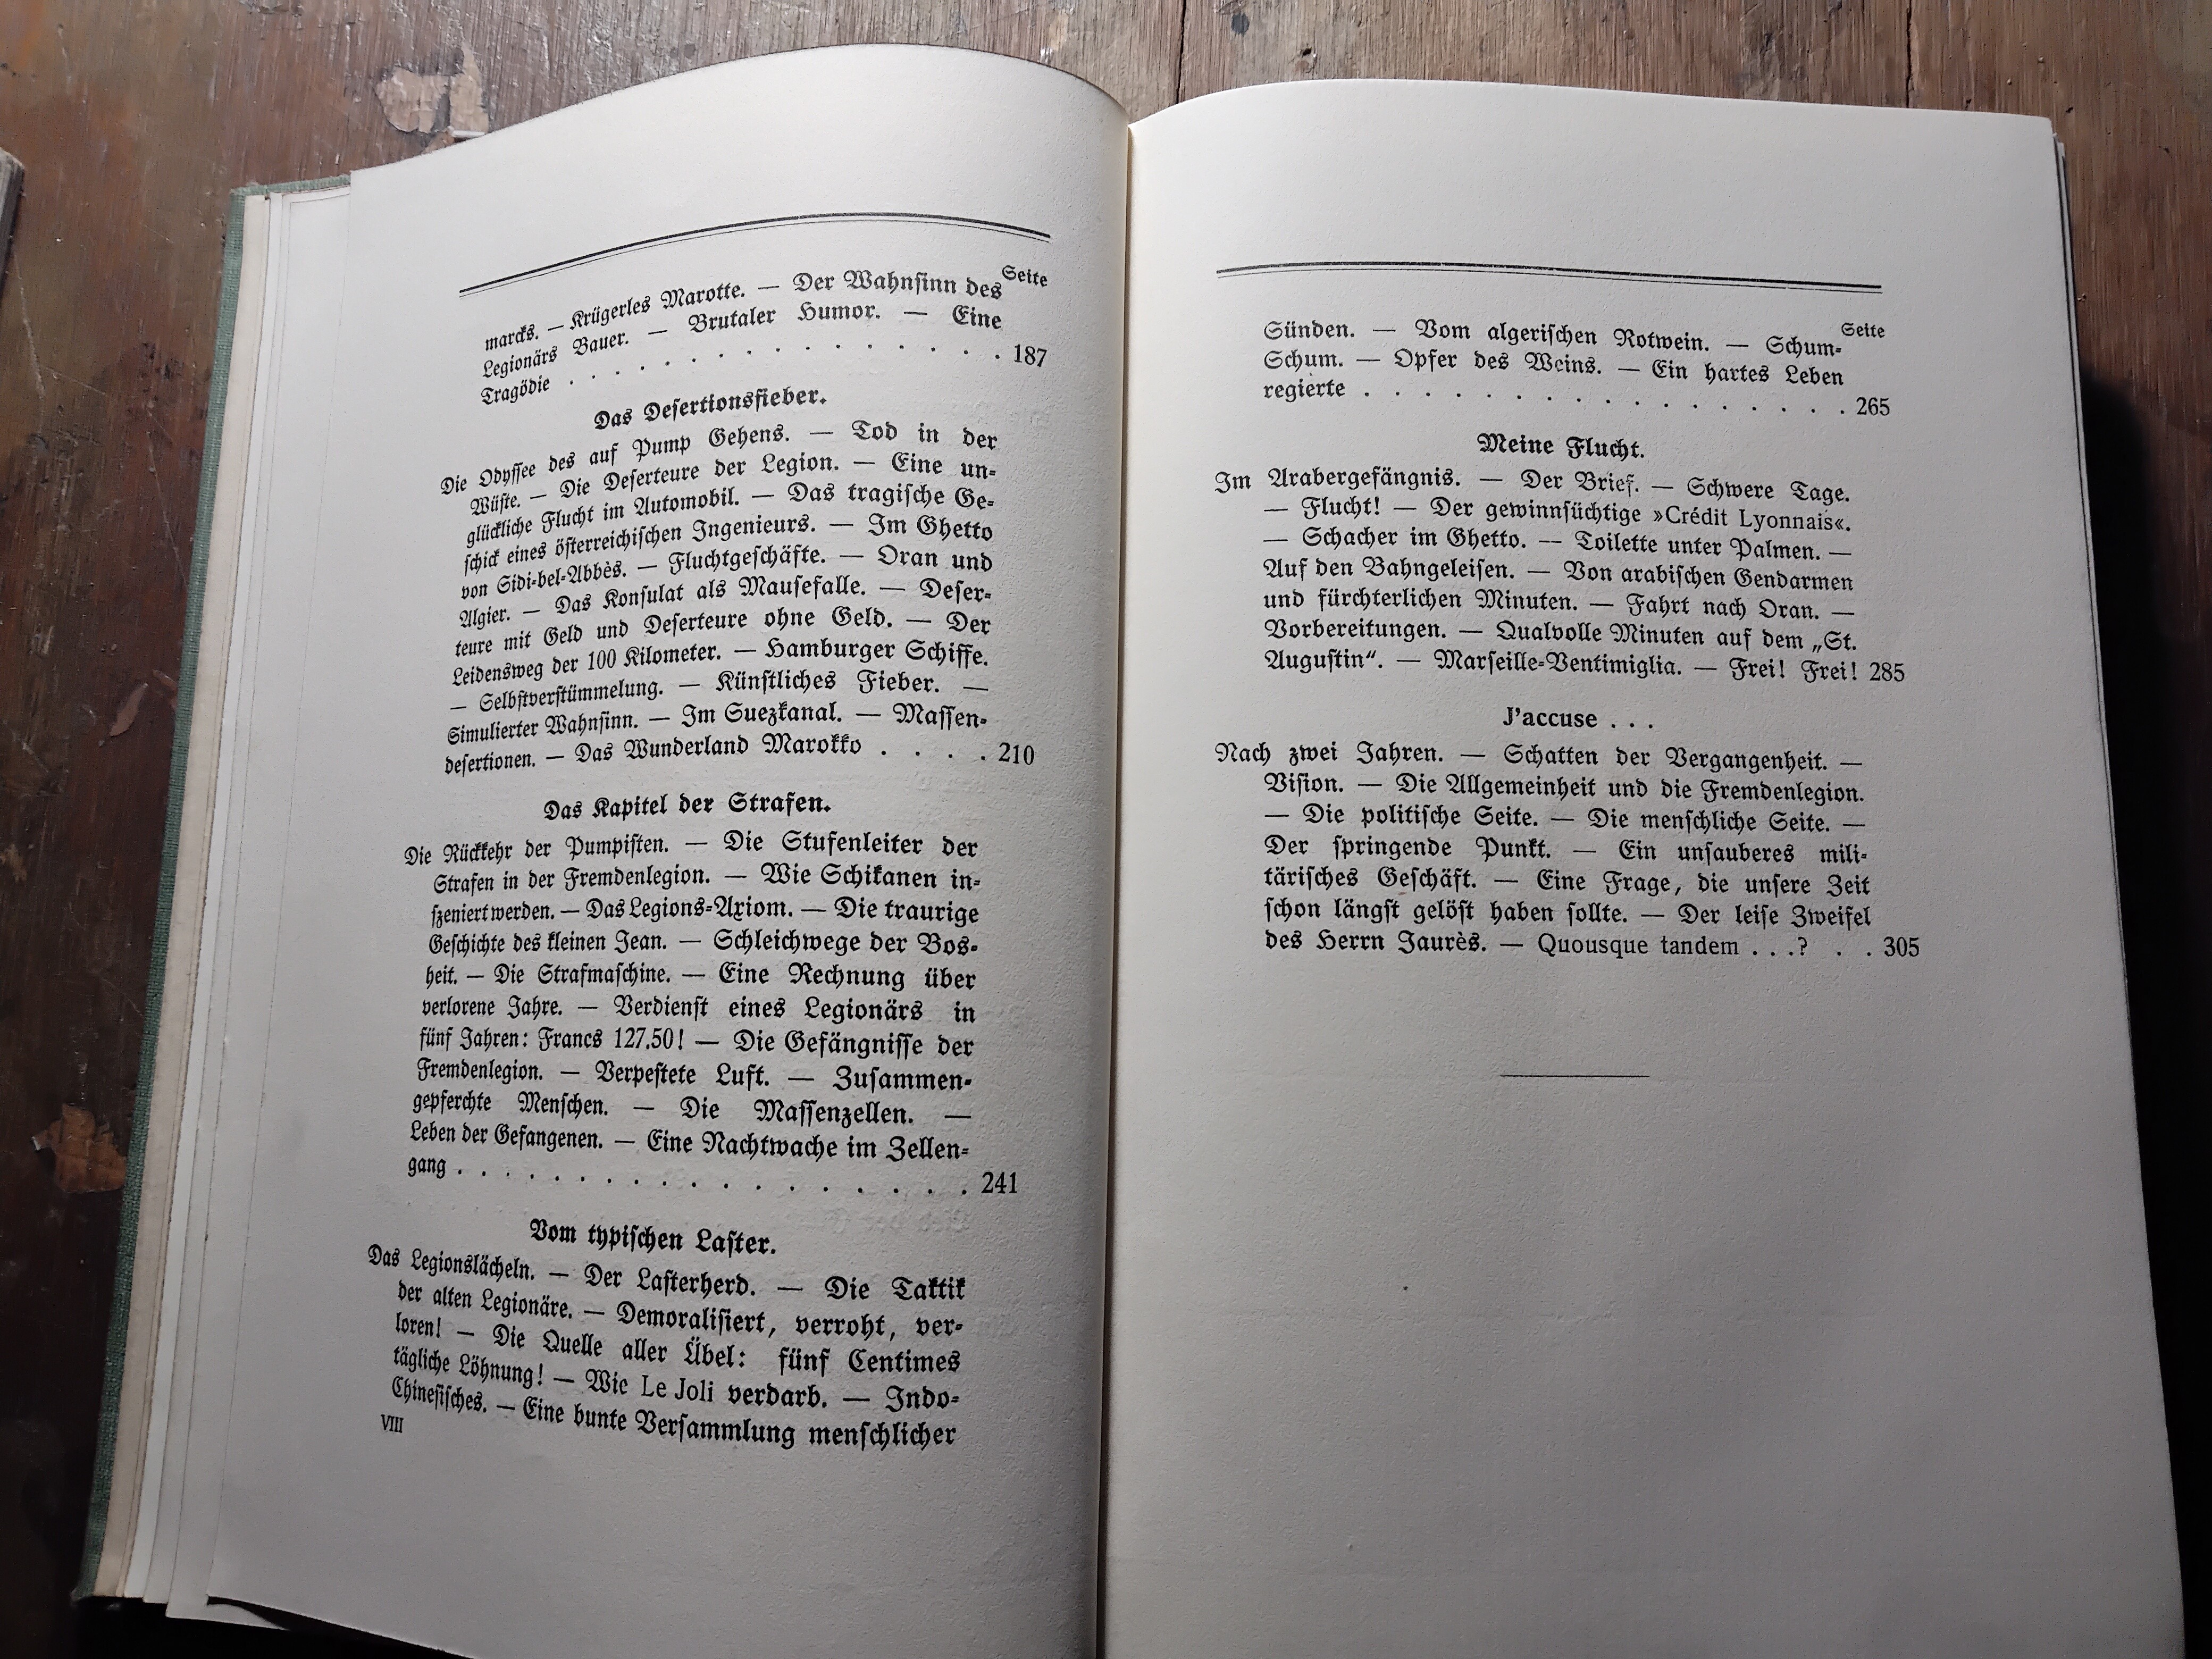 Seite
marcks. — Krügerles Marotte. — Der Wahnsinn des
Legionärs Bauer. — Brutaler Humor. — Eine
Tragödie . . . . . . . . . . . . . . 187
Das Desertionsfieber.
Die Odyssee des auf Pump Gehens. — Tod in der
Wüste. — Die Deserteure der Legion. — Eine un-
glückliche Flucht im Automobil. — Das tragische Ge-
schick eines österreichischen Ingenieurs. — Im Ghetto
von Sidi-bel-Abbès. — Fluchtgeschäfte. — Oran und
Algier. — Das Konsulat als Mausefalle. — Deser-
teure mit Geld und Deserteure ohne Geld. — Der
Leidensweg der 100 Kilometer. — Hamburger Schiffe.
— Selbstverstümmelung. — Künstliches Fieber. —
Simulierter Wahnsinn. — Im Suezkanal. — Massen-
desertionen. — Das Wunderland Marokko . . . . 210
Das Kapitel der Strafen.
Die Rückkehr der Pumpisten. — Die Stufenleiter der
Strafen in der Fremdenlegion. — Wie Schikanen in-
szeniert werden. — Das Legions-Axiom. — Die traurige
Geschichte des kleinen Jean. — Schleichwege der Bos-
heit. — Die Strafmaschine. — Eine Rechnung über
verlorene Jahre. — Verdienst eines Legionärs in
fünf Jahren: Francs 127.50! — Die Gefängnisse der
Fremdenlegion. — Verpestete Luft. — Zusammen-
gepferchte Menschen. — Die Massenzellen. —
Leben der Gefangenen. — Eine Nachtwache im Zellen-
gang . . . . . . . . . . . . . . . . . 241
Vom typischen Laster.
Das Legionslächeln. — Der Lasterherd. — Die Taktik
der alten Legionäre. — Demoralisiert, verroht, ver-
loren! — Die Quelle aller Übel: fünf Centimes
tägliche Löhnung! — Wie Le Joli verdarb. — Indo-
Chinesisches. — Eine bunte Versammlung menschlicher
VIII
Seite
Sünden. — Vom algerischen Rotwein. — Schum-
Schum. — Opfer des Weins. — Ein hartes Leben
regierte . . . . . . . . . . . . . . . . 265
Meine Flucht.
Im Arabergefängnis. — Der Brief. — Schwere Tage.
— Flucht! — Der gewinnsüchtige »Crédit Lyonnais«.
— Schacher im Ghetto. — Toilette unter Palmen. —
Auf den Bahngeleisen. — Von arabischen Gendarmen
und fürchterlichen Minuten. — Fahrt nach Oran. —
Vorbereitungen. — Qualvolle Minuten auf dem „St.
Augustin“. — Marseille-Ventimiglia. — Frei! Frei! 285
J'accuse . . .
Nach zwei Jahren. — Schatten der Vergangenheit. —
Vision. — Die Allgemeinheit und die Fremdenlegion.
— Die politische Seite. — Die menschliche Seite. —
Der springende Punkt. — Ein unsauberes mili-
tärisches Geschäft. — Eine Frage, die unsere Zeit
schon längst gelöst haben sollte. — Der leise Zweifel
des Herrn Jaurès. — Quousque tandem . . .? . . 305